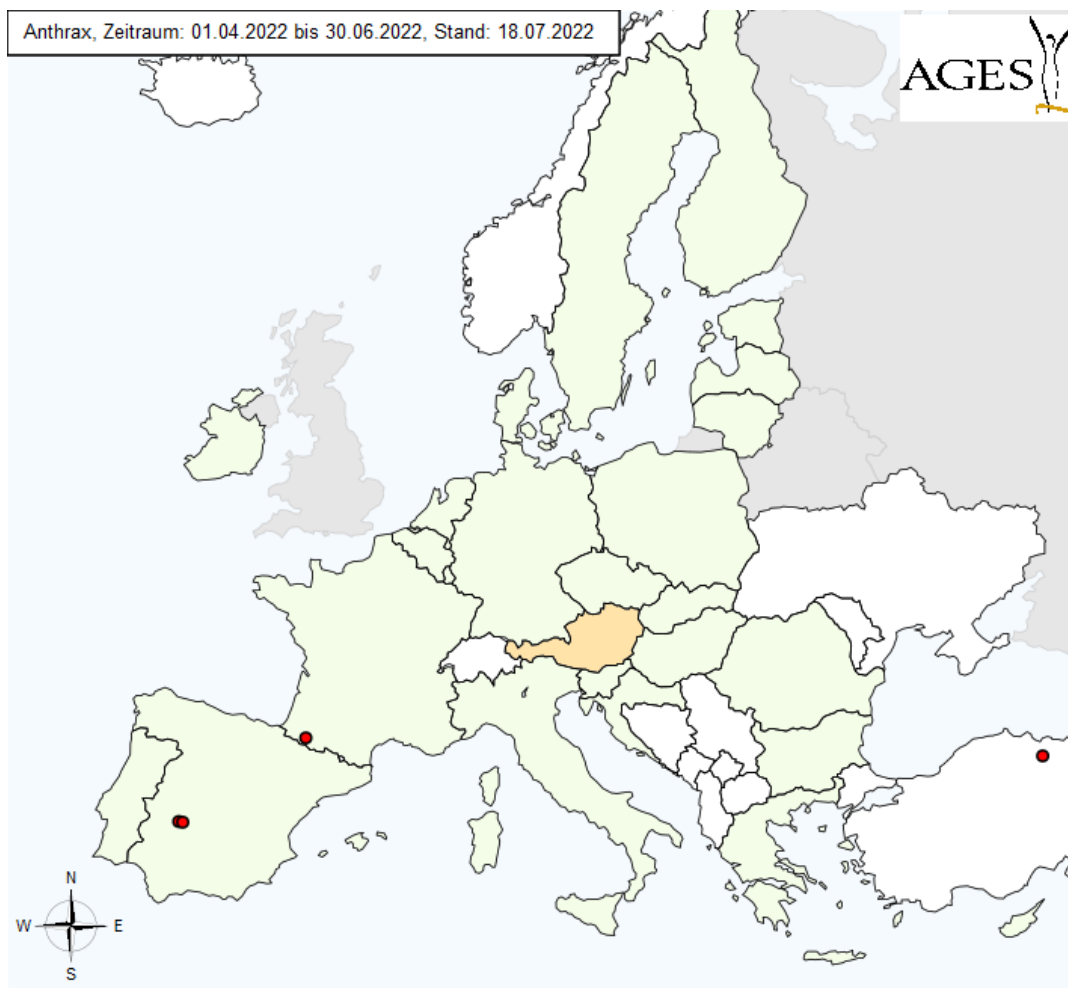 Anthrax, Zeitraum: 01.04.2022 bis 30.06.2022, Stand: 18.07.2022
AGES
N
W
E
S